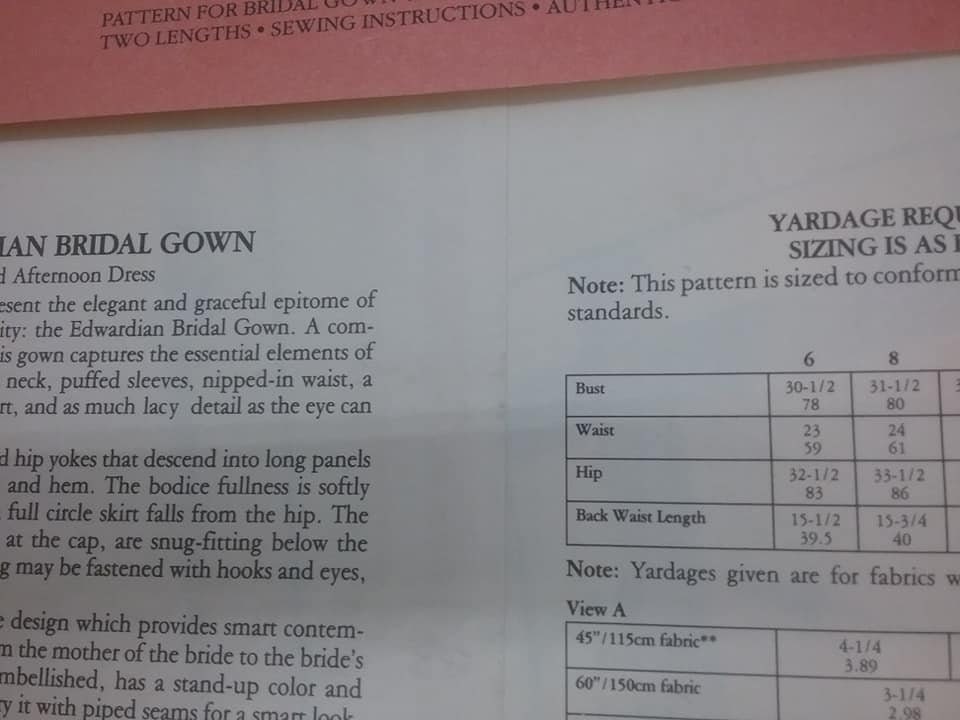 PATTERN FOR BRIDAL
TWO LENGTHS • SEWING INSTRUCTIONS •
IAN BRIDAL GOWN
d Afternoon Dress
esent the elegant and graceful epitome of
ity: the Edwardian Bridal Gown. A com-
is gown captures the essential elements of
neck, puffed sleeves, nipped-in waist, a
rt, and as much lacy detail as the eye can
d hip yokes that descend into long panels
and hem. The bodice fullness is softly
full circle skirt falls from the hip. The
at the cap, are snug-fitting below the
g may be fastened with hooks and eyes,
e design which provides smart contem-
m the mother of the bride to the bride's
mbellished, has a stand-up color and
y it with piped seams for a smart look.
YARDAGE REQU
SIZING IS AS
Note: This pattern is sized to conform
standards.
6 8
Bust 30-1/2 31-1/2
78 80
Waist 23 24
59 61
Hip 32-1/2 33-1/2
83 86
Back Waist Length 15-1/2 15-3/4
39.5 40
Note: Yardages given are for fabrics w
View A
45"/115cm fabric** 4-1/4
3.89
60"/150cm fabric 3-1/4
2.98